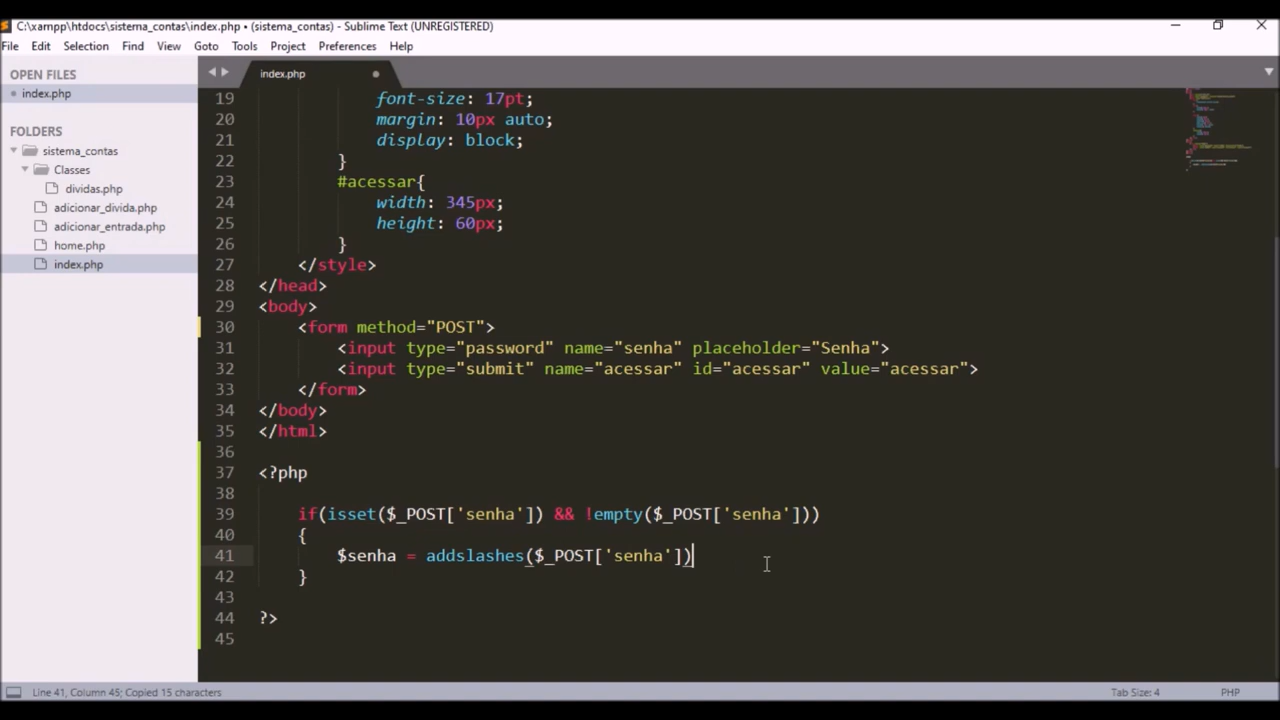 C:\xampp\htdocs\sistema_contas\index.php • (sistema_contas) - Sublime Text (UNREGISTERED)
File Edit Selection Find View Goto Tools Project Preferences Help
OPEN FILES
index.php
FOLDERS
sistema_contas
Classes
dividas.php
adicionar_divida.php
adicionar_entrada.php
home.php
index.php
index.php
19 font-size: 17pt;
20 margin: 10px auto;
21 display: block;
22 }
23 #acessar{
24 width: 345px;
25 height: 60px;
26 }
27 </style>
28 </head>
29 <body>
30 <form method="POST">
31 <input type="password" name="senha" placeholder="Senha">
32 <input type="submit" name="acessar" id="acessar" value="acessar">
33 </form>
34 </body>
35 </html>
36
37 <?php
38
39 if(isset($_POST['senha']) && !empty($_POST['senha']))
40 {
41 $senha = addslashes($_POST['senha'])
42 }
43
44 ?>
45
Line 41, Column 45; Copied 15 characters
Tab Size: 4
PHP